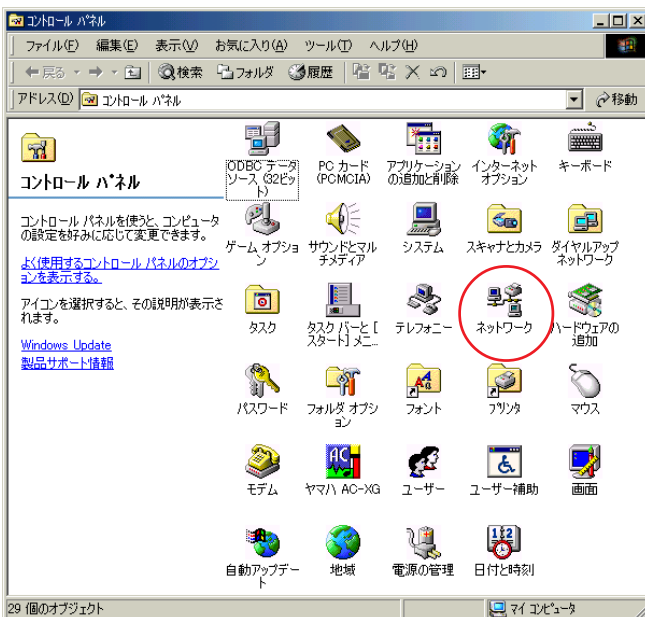 コントロール パネル
ファイル(F) 編集(E) 表示(V) お気に入り(A) ツール(T) ヘルプ(H)
戻る 検索 フォルダ 履歴
アドレス(D) コントロール パネル 移動
コントロール パネル
コントロール パネルを使うと、コンピュータ
の設定を好みに応じて変更できます。
よく使用するコントロール パネルのオプシ
ョンを表示する。
アイコンを選択すると、その説明が表示さ
れます。
Windows Update
製品サポート情報
ODBC データ
ソース (32ビッ
ト)
PC カード
(PCMCIA)
アプリケーション
の追加と削除
インターネット
オプション
キーボード
ゲーム オプショ
ン
サウンドとマル
チメディア
システム
スキャナとカメラ
ダイヤルアップ
ネットワーク
タスク
タスク バーと [
スタート] メニ...
テレフォニー
ネットワーク
ハードウェアの
追加
パスワード
フォルダ オプシ
ョン
フォント
プリンタ
マウス
モデム
ヤマハ AC-XG
ユーザー
ユーザー補助
画面
自動アップデー
ト
地域
電源の管理
日付と時刻
29 個のオブジェクト
マイ コンピュータ